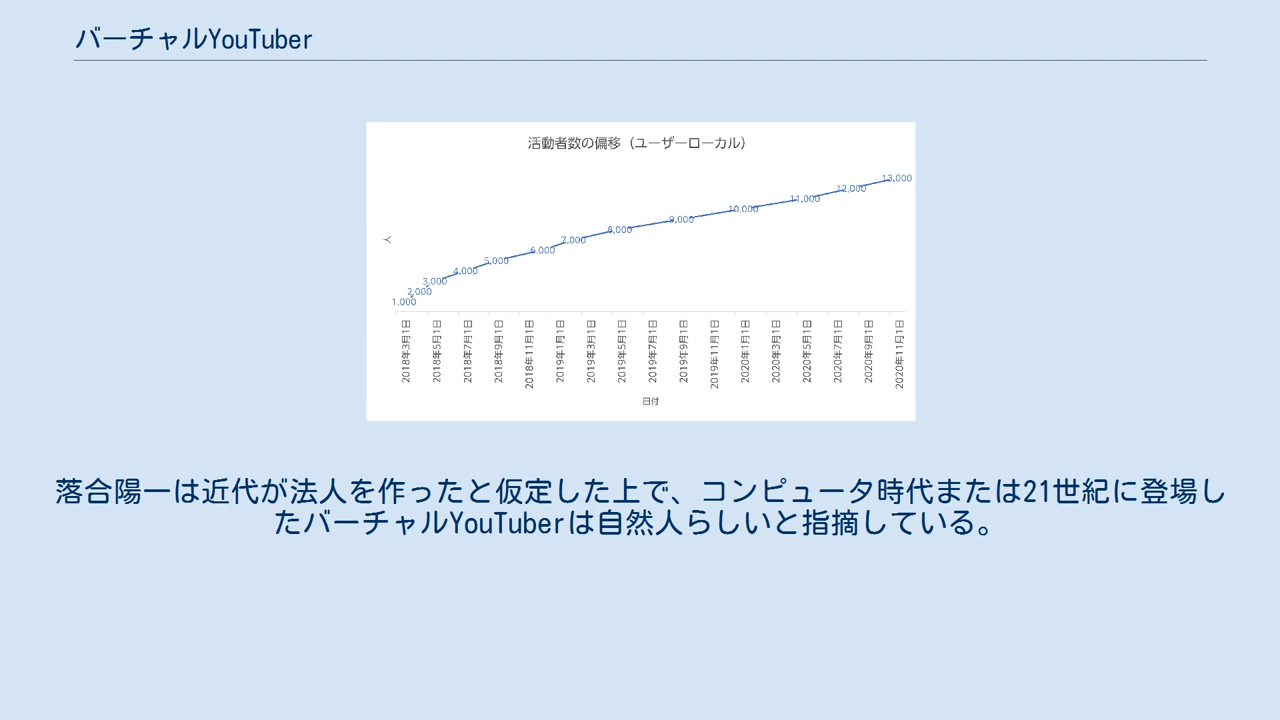 バーチャルYouTuber
活動者数の偏移（ユーザーローカル）
人
13,000
12,000
11,000
10,000
9,000
8,000
7,000
6,000
5,000
4,000
3,000
2,000
1,000
2018年3月1日
2018年5月1日
2018年7月1日
2018年9月1日
2018年11月1日
2019年1月1日
2019年3月1日
2019年5月1日
2019年7月1日
2019年9月1日
2019年11月1日
2020年1月1日
2020年3月1日
2020年5月1日
2020年7月1日
2020年9月1日
2020年11月1日
日付
落合陽一は近代が法人を作ったと仮定した上で、コンピュータ時代または21世紀に登場し
たバーチャルYouTuberは自然人らしいと指摘している。